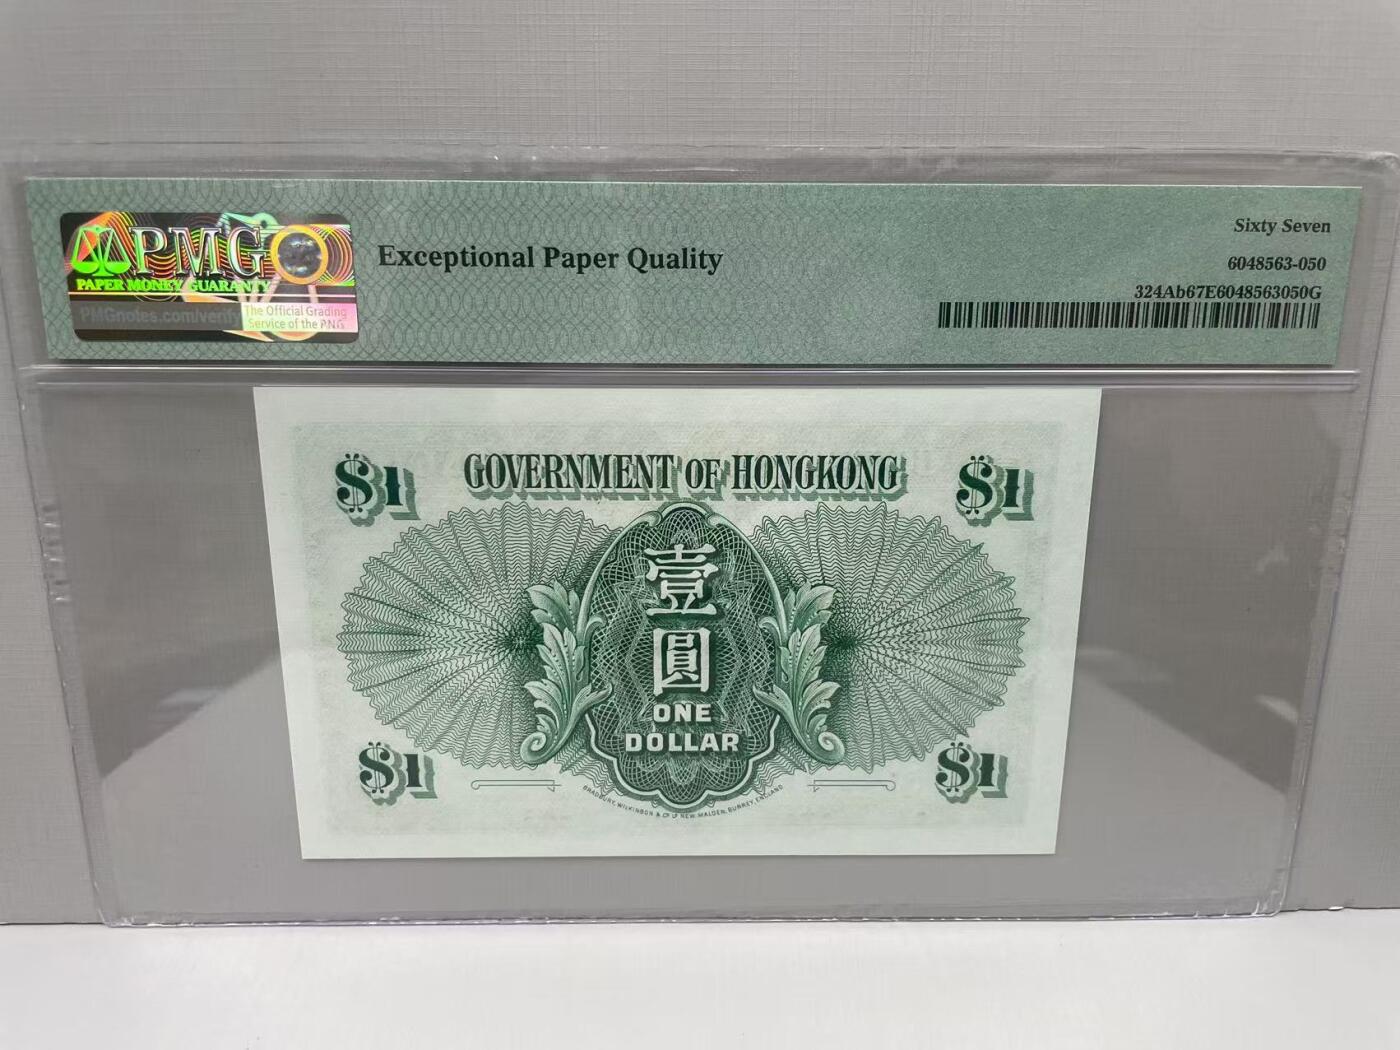 PMG
PAPER MONEY GUARANTY
PMGnotes.com/verify
The Official Grading
Service of the PNG
Exceptional Paper Quality
Sixty Seven
6048563-050
324Ab67E6048563050G
$1
GOVERNMENT OF HONGKONG
$1
壹
圓
ONE
DOLLAR
$1
$1
BRADBURY, WILKINSON & Cº Lº NEW MALDEN, SURREY, ENGLAND